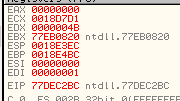 EAX 00000000
ECX 0018D7D1
EDX 0000004B
EBX 77EB0820 ntdll.77EB0820
ESP 0018E3EC
EBP 0018E4BC
ESI 00000000
EDI 00000001
EIP 77DEC2BC ntdll.77DEC2BC